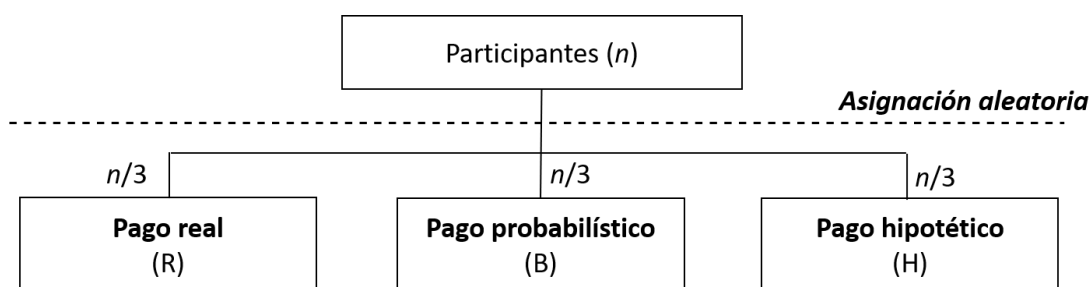 Participantes (n)
Asignación aleatoria
n/3
n/3
n/3
Pago real
(R)
Pago probabilístico
(B)
Pago hipotético
(H)